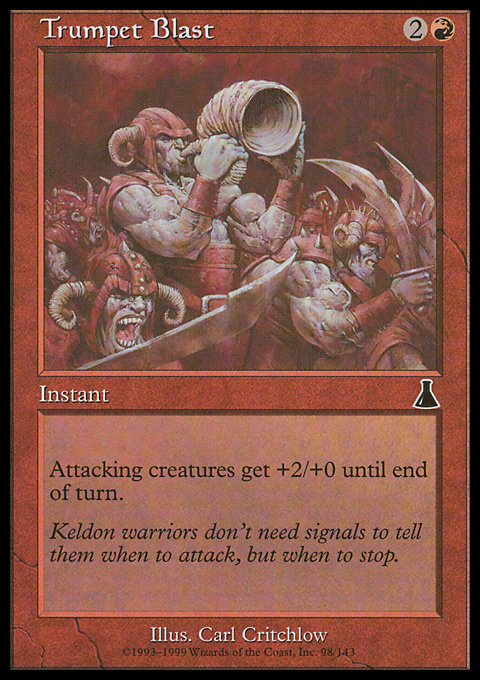 Trumpet Blast 2
Instant
Attacking creatures get +2/+0 until end
of turn.
Keldon warriors don't need signals to tell
them when to attack, but when to stop.
Illus. Carl Critchlow
©1993–1999 Wizards of the Coast, Inc. 98/143